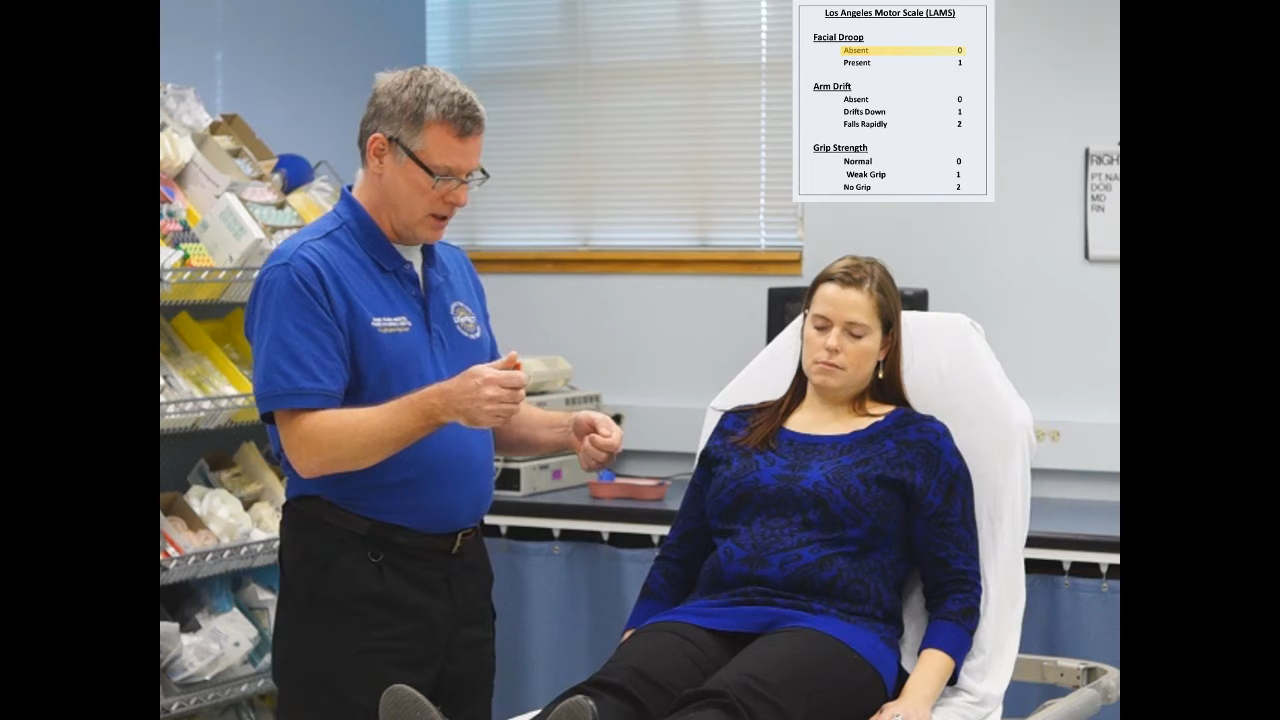 Los Angeles Motor Scale (LAMS)
Facial Droop
Absent 0
Present 1
Arm Drift
Absent 0
Drifts Down 1
Falls Rapidly 2
Grip Strength
Normal 0
Weak Grip 1
No Grip 2
RIGH
PT. NA
DOB
MD
RN